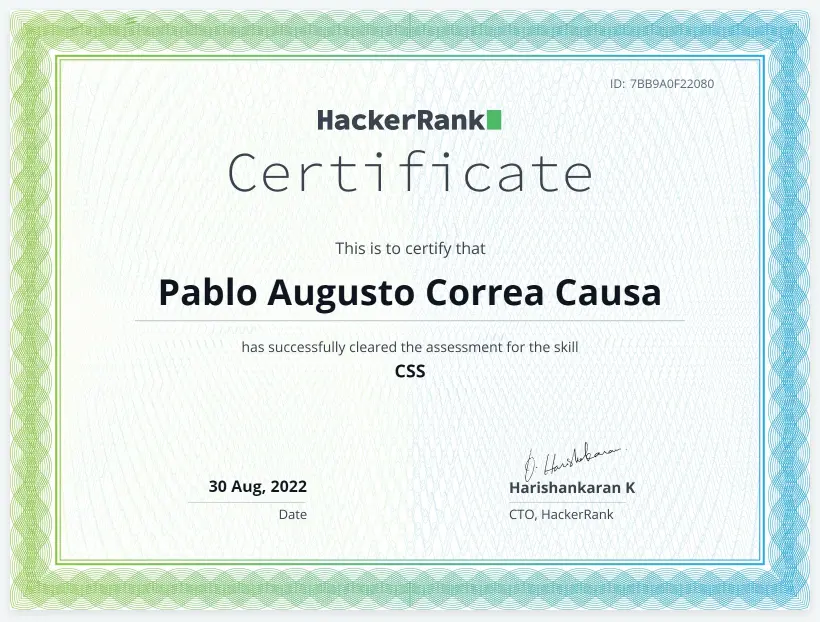 ID: 7BB9A0F22080
HackerRank
Certificate
This is to certify that
Pablo Augusto Correa Causa
has successfully cleared the assessment for the skill
CSS
30 Aug, 2022
Date
Harishankaran K
CTO, HackerRank